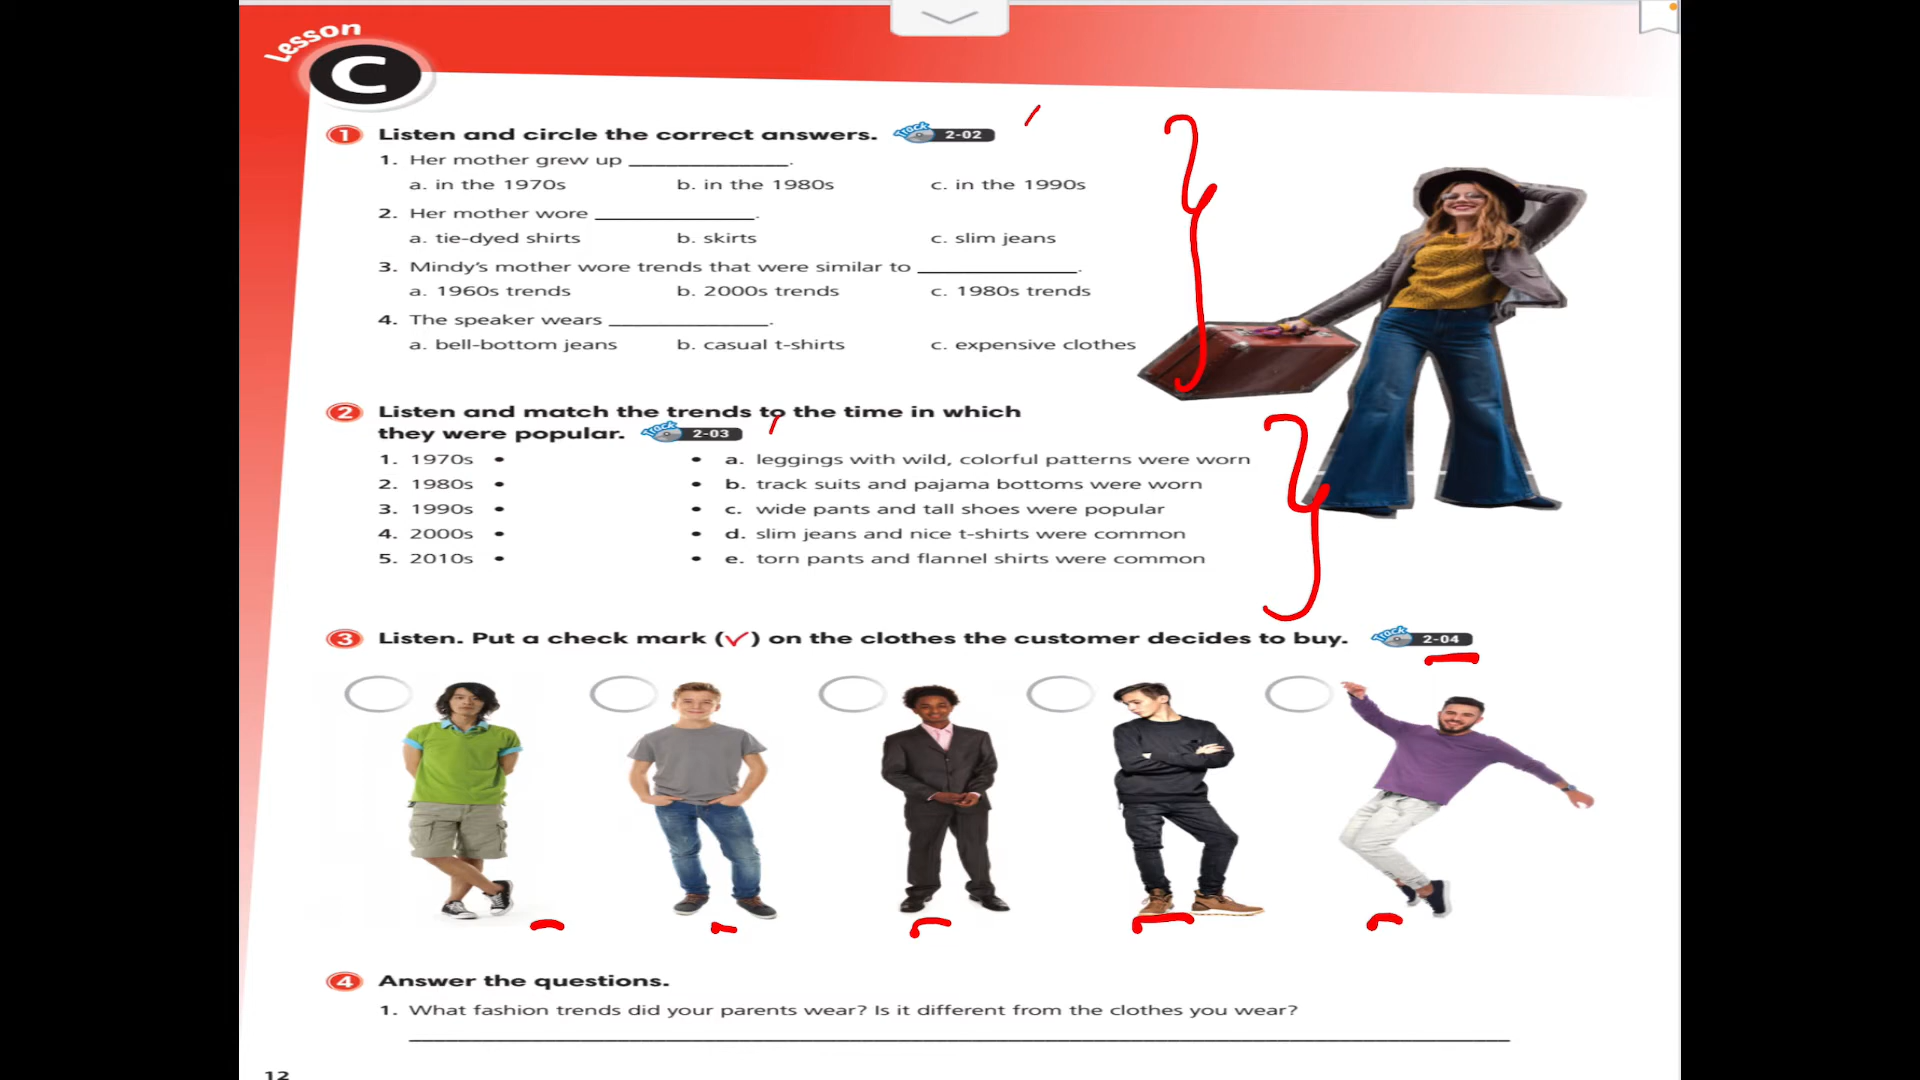 Lesson
C
1 Listen and circle the correct answers. Track 2-02
1. Her mother grew up ______________.
a. in the 1970s b. in the 1980s c. in the 1990s
2. Her mother wore ______________.
a. tie-dyed shirts b. skirts c. slim jeans
3. Mindy's mother wore trends that were similar to ______________.
a. 1960s trends b. 2000s trends c. 1980s trends
4. The speaker wears ______________.
a. bell-bottom jeans b. casual t-shirts c. expensive clothes
2 Listen and match the trends to the time in which
they were popular. Track 2-03
1. 1970s • • a. leggings with wild, colorful patterns were worn
2. 1980s • • b. track suits and pajama bottoms were worn
3. 1990s • • c. wide pants and tall shoes were popular
4. 2000s • • d. slim jeans and nice t-shirts were common
5. 2010s • • e. torn pants and flannel shirts were common
3 Listen. Put a check mark (✓) on the clothes the customer decides to buy. Track 2-04
4 Answer the questions.
1. What fashion trends did your parents wear? Is it different from the clothes you wear?
12